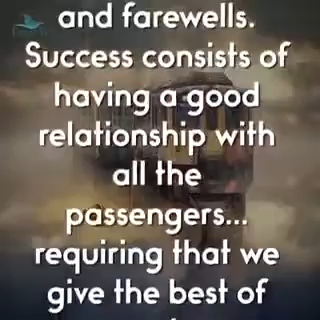 and farewells.
Success consists of
having a good
relationship with
all the
passengers...
requiring that we
give the best of